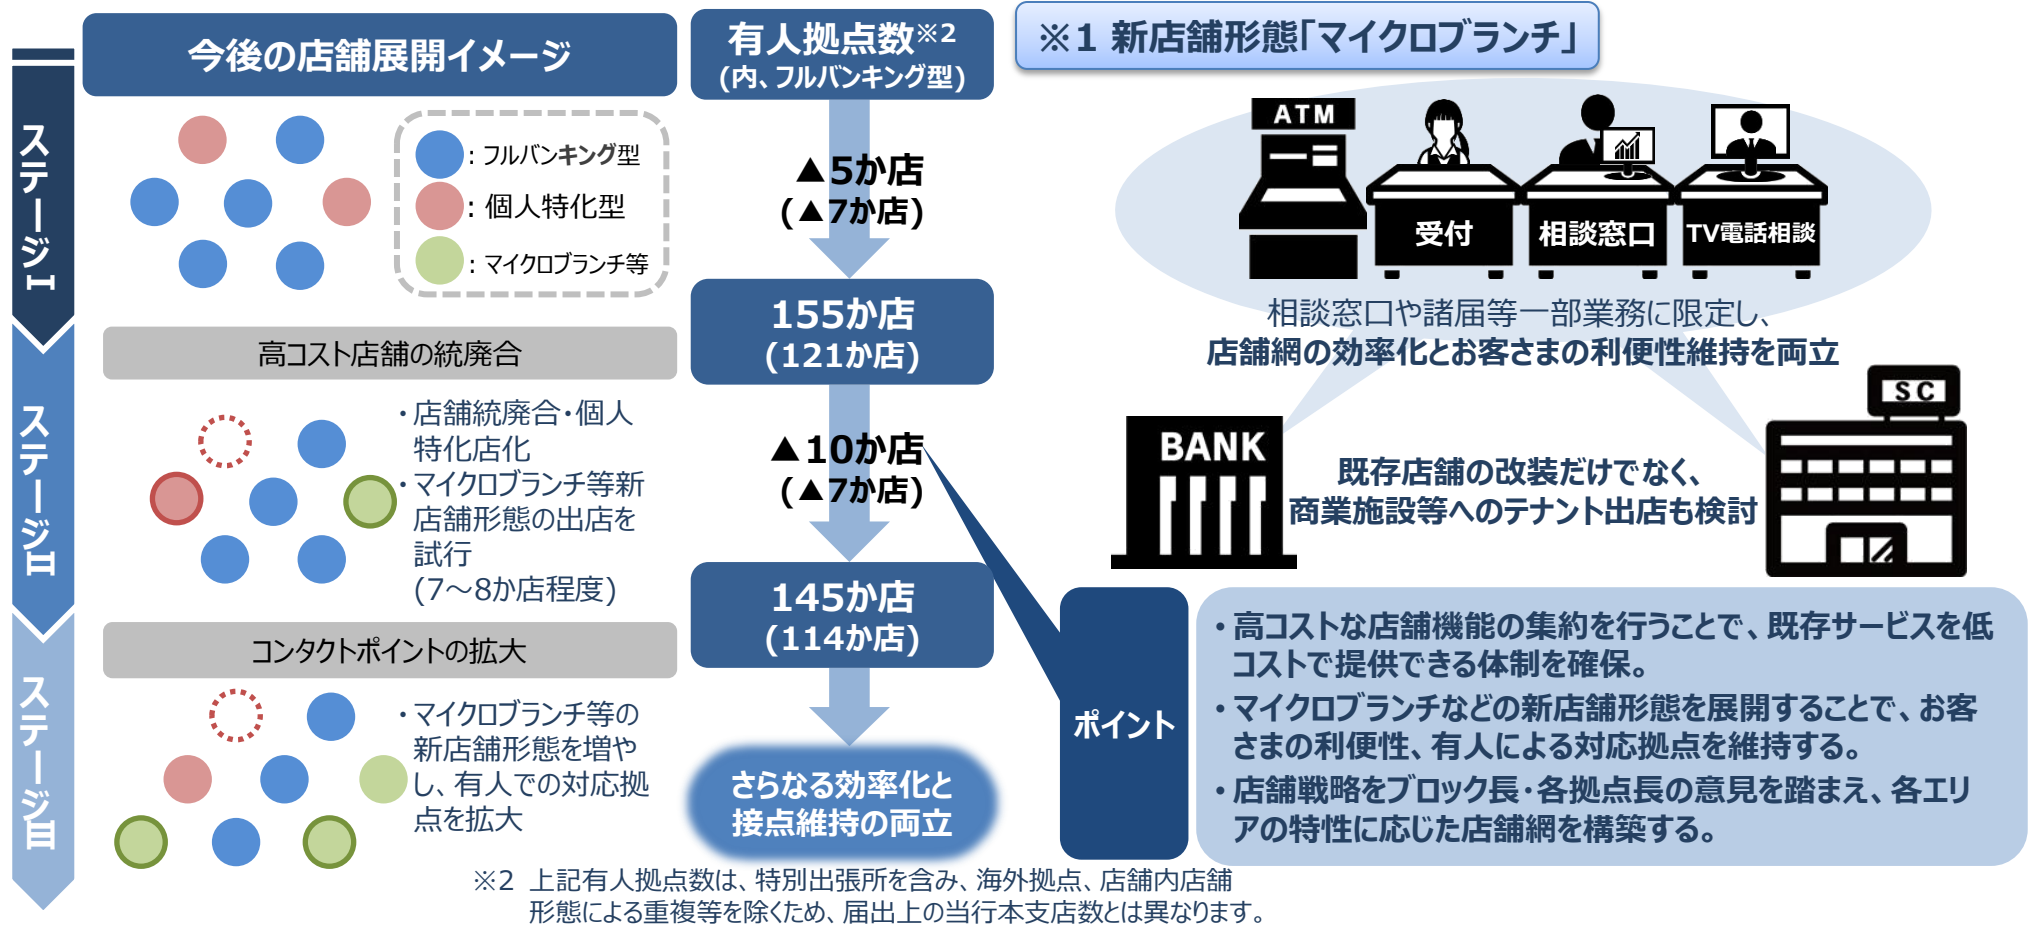 今後の店舗展開イメージ
ステージⅠ
：フルバンキング型
：個人特化型
：マイクロブランチ等
高コスト店舗の統廃合
ステージⅡ
・店舗統廃合・個人
特化店化
・マイクロブランチ等新
店舗形態の出店を
試行
(7～8か店程度)
コンタクトポイントの拡大
ステージⅢ
・マイクロブランチ等の
新店舗形態を増や
し、有人での対応拠
点を拡大
有人拠点数※2
(内、フルバンキング型)
▲5か店
(▲7か店)
155か店
(121か店)
▲10か店
(▲7か店)
145か店
(114か店)
さらなる効率化と
接点維持の両立
※1 新店舗形態「マイクロブランチ」
ATM
受付
相談窓口
TV電話相談
相談窓口や諸届等一部業務に限定し、
店舗網の効率化とお客さまの利便性維持を両立
BANK
SC
既存店舗の改装だけでなく、
商業施設等へのテナント出店も検討
ポイント
・高コストな店舗機能の集約を行うことで、既存サービスを低
コストで提供できる体制を確保。
・マイクロブランチなどの新店舗形態を展開することで、お客
さまの利便性、有人による対応拠点を維持する。
・店舗戦略をブロック長・各拠点長の意見を踏まえ、各エリ
アの特性に応じた店舗網を構築する。
※2 上記有人拠点数は、特別出張所を含み、海外拠点、店舗内店舗
形態による重複等を除くため、届出上の当行本支店数とは異なります。